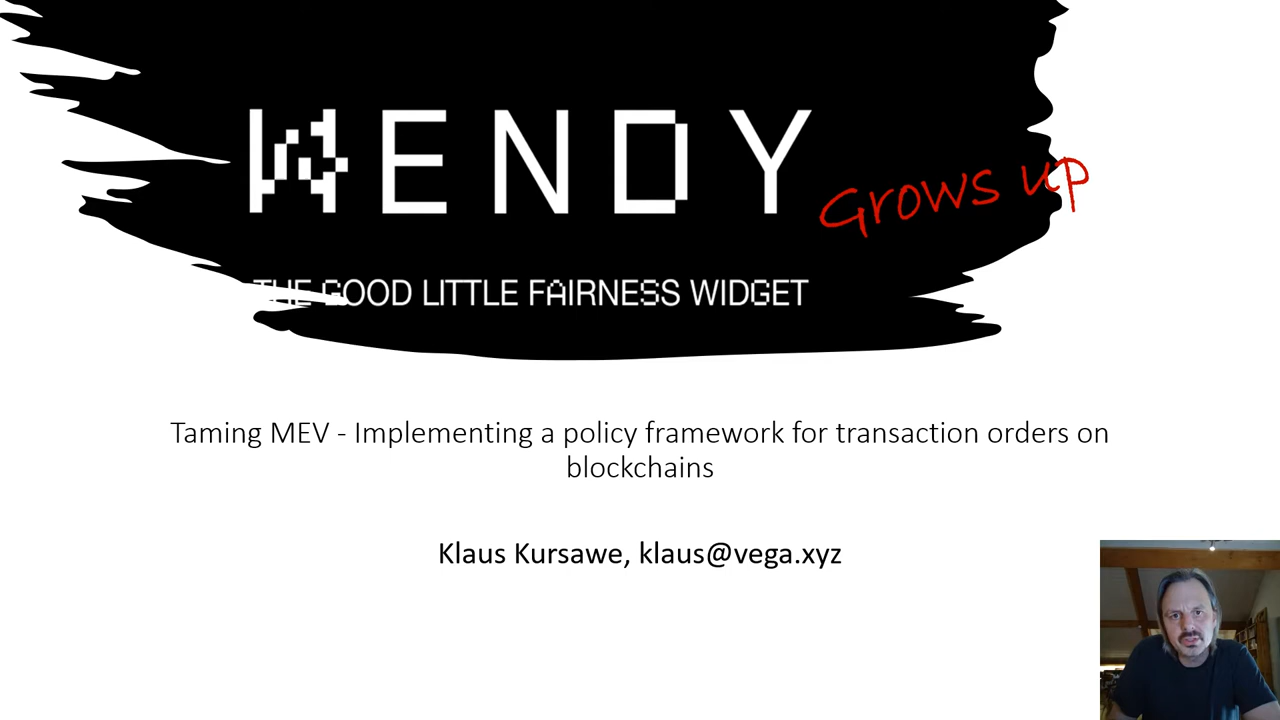 WENDY
Grows up
THE GOOD LITTLE FAIRNESS WIDGET
Taming MEV - Implementing a policy framework for transaction orders on
blockchains
Klaus Kursawe, klaus@vega.xyz